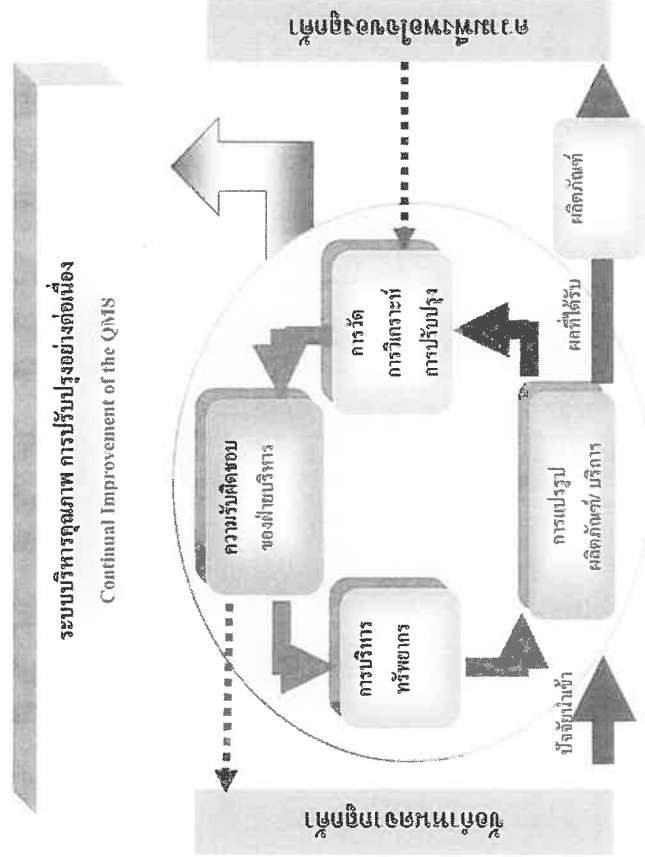 ระบบบริหารคุณภาพ การปรับปรุงอย่างต่อเนื่อง
Continual Improvement of the QMS
ความรับผิดชอบ
ของฝ่ายบริหาร
การบริหาร
ทรัพยากร
การวัด
การวิเคราะห์
การปรับปรุง
การแปรรูป
ผลิตภัณฑ์/ บริการ
ปัจจัยนำเข้า
ผลที่ได้รับ
ผลิตภัณฑ์
ข้อกำหนดจากลูกค้า
ความพึงพอใจของลูกค้า